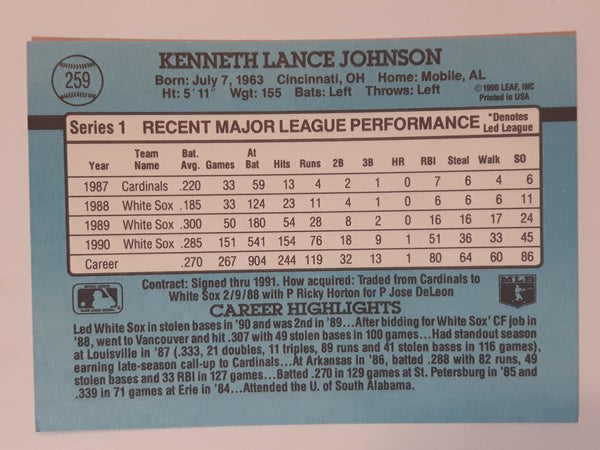 259
KENNETH LANCE JOHNSON
Born: July 7, 1963 Cincinnati, OH Home: Mobile, AL
Ht: 5' 11" Wgt: 155 Bats: Left Throws: Left
©1990 LEAF, INC
Printed in USA
Series 1 RECENT MAJOR LEAGUE PERFORMANCE *Denotes Led League
Year Team Name Bat. Avg. Games At Bat Hits Runs 2B 3B HR RBI Steal Walk SO
1987 Cardinals .220 33 59 13 4 2 1 0 7 6 4 6
1988 White Sox .185 33 124 23 11 4 1 0 6 6 6 11
1989 White Sox .300 50 180 54 28 8 2 0 16 16 17 24
1990 White Sox .285 151 541 154 76 18 9 1 51 36 33 45
Career .270 267 904 244 119 32 13 1 80 64 60 86
Contract: Signed thru 1991. How acquired: Traded from Cardinals to
White Sox 2/9/88 with P Ricky Horton for P Jose DeLeon
MLB
CAREER HIGHLIGHTS
Led White Sox in stolen bases in '90 and was 2nd in '89...After bidding for White Sox' CF job in
'88, went to Vancouver and hit .307 with 49 stolen bases in 100 games...Had standout season
at Louisville in '87 (.333, 21 doubles, 11 triples, 89 runs and 41 stolen bases in 116 games),
earning late-season call-up to Cardinals...At Arkansas in '86, batted .288 with 82 runs, 49
stolen bases and 33 RBI in 127 games...Batted .270 in 129 games at St. Petersburg in '85 and
.339 in 71 games at Erie in '84...Attended the U. of South Alabama.